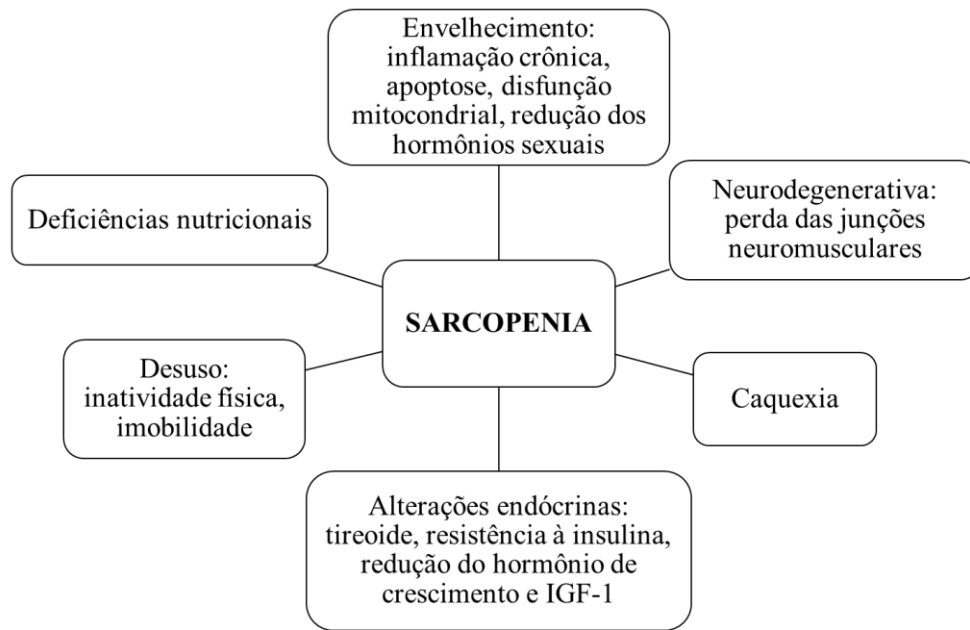 Envelhecimento:
inflamação crônica,
apoptose, disfunção
mitocondrial, redução dos
hormônios sexuais
Deficiências nutricionais
Neurodegenerativa:
perda das junções
neuromusculares
SARCOPENIA
Desuso:
inatividade física,
imobilidade
Caquexia
Alterações endócrinas:
tireoide, resistência à insulina,
redução do hormônio de
crescimento e IGF-1